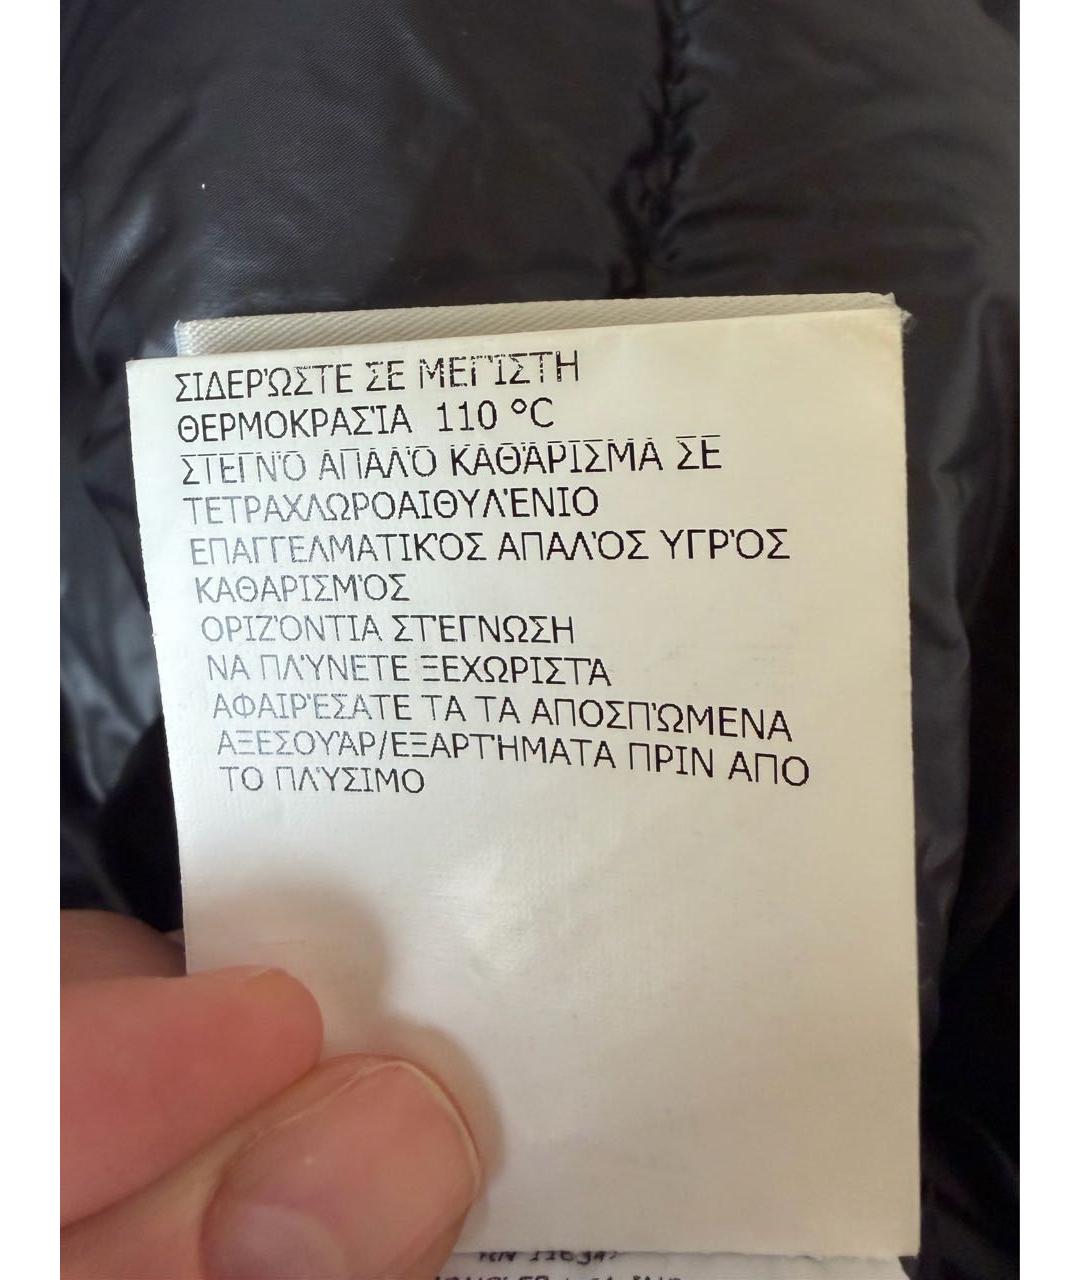 ΣΙΔΕΡΏΣΤΕ ΣΕ ΜΕΓΊΣΤΗ
ΘΕΡΜΟΚΡΑΣΊΑ 110 °C
ΣΤΕΓΝΌ ΑΠΑΛΌ ΚΑΘΆΡΙΣΜΑ ΣΕ
ΤΕΤΡΑΧΛΩΡΟΑΙΘΥΛΈΝΙΟ
ΕΠΑΓΓΕΛΜΑΤΙΚΌΣ ΑΠΑΛΌΣ ΥΓΡΌΣ
ΚΑΘΑΡΙΣΜΌΣ
ΟΡΙΖΌΝΤΙΑ ΣΤΈΓΝΩΣΗ
ΝΑ ΠΛΎΝΕΤΕ ΞΕΧΩΡΙΣΤΆ
ΑΦΑΙΡΈΣΑΤΕ ΤΑ ΤΑ ΑΠΟΣΠΏΜΕΝΑ
ΑΞΕΣΟΥΆΡ/ΕΞΑΡΤΉΜΑΤΑ ΠΡΙΝ ΑΠΟ
ΤΟ ΠΛΎΣΙΜΟ